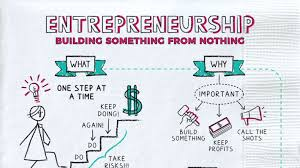 ENTREPRENEURSHIP
BUILDING SOMETHING FROM NOTHING
WHAT
WHY
ONE STEP AT
A TIME
KEEP
DOING!
AGAIN!
DO
DO
TAKE
RISKS!!!
$
IMPORTANT
BUILD
SOMETHING
KEEP
PROFITS
CALL THE
SHOTS